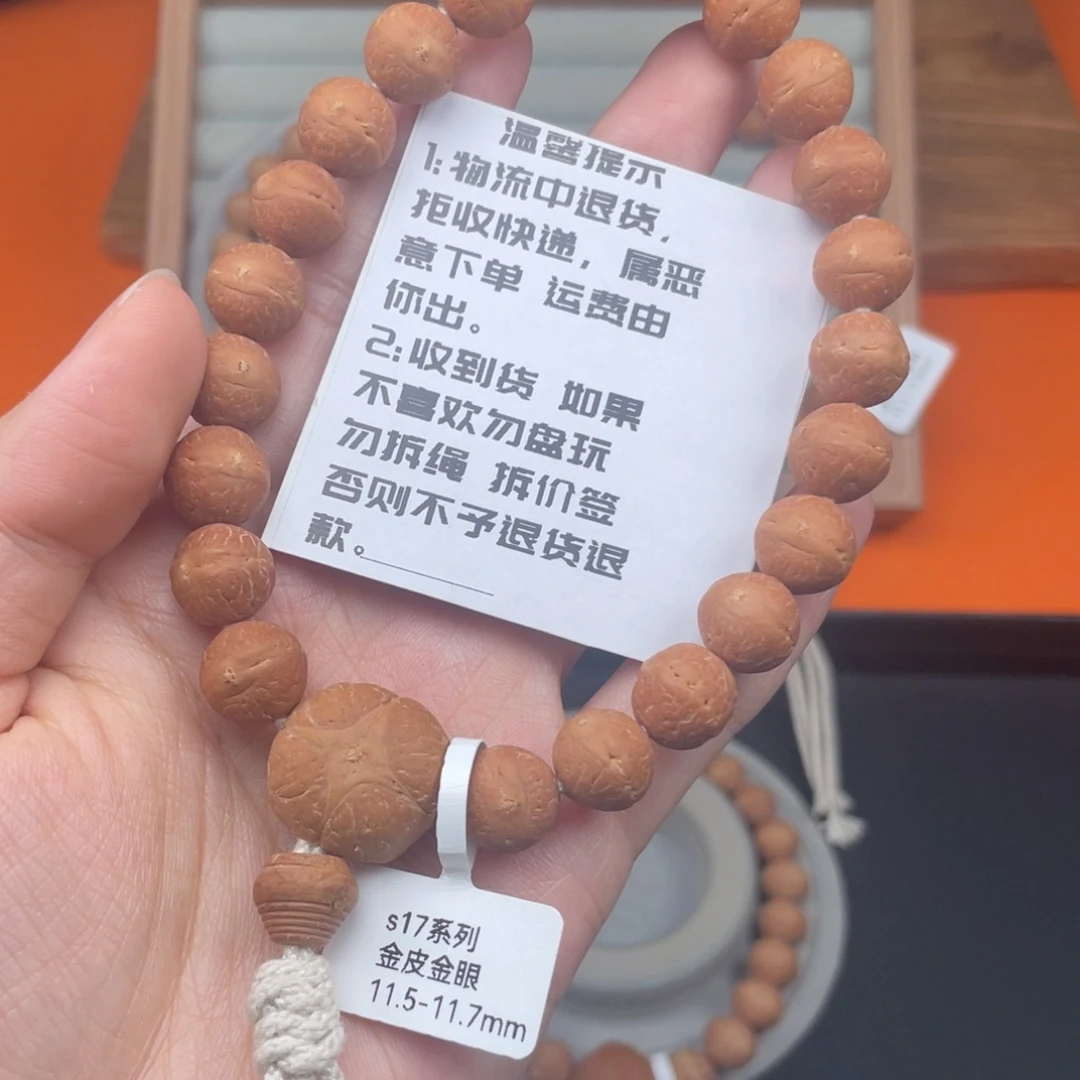 温馨提示
1:物流中退货,
拒收快递,属恶
意下单 运费由
你出。
2:收到货 如果
不喜欢勿盘玩
勿拆绳 拆价签
否则不予退货退
款。
s17系列
金皮金眼
11.5-11.7mm